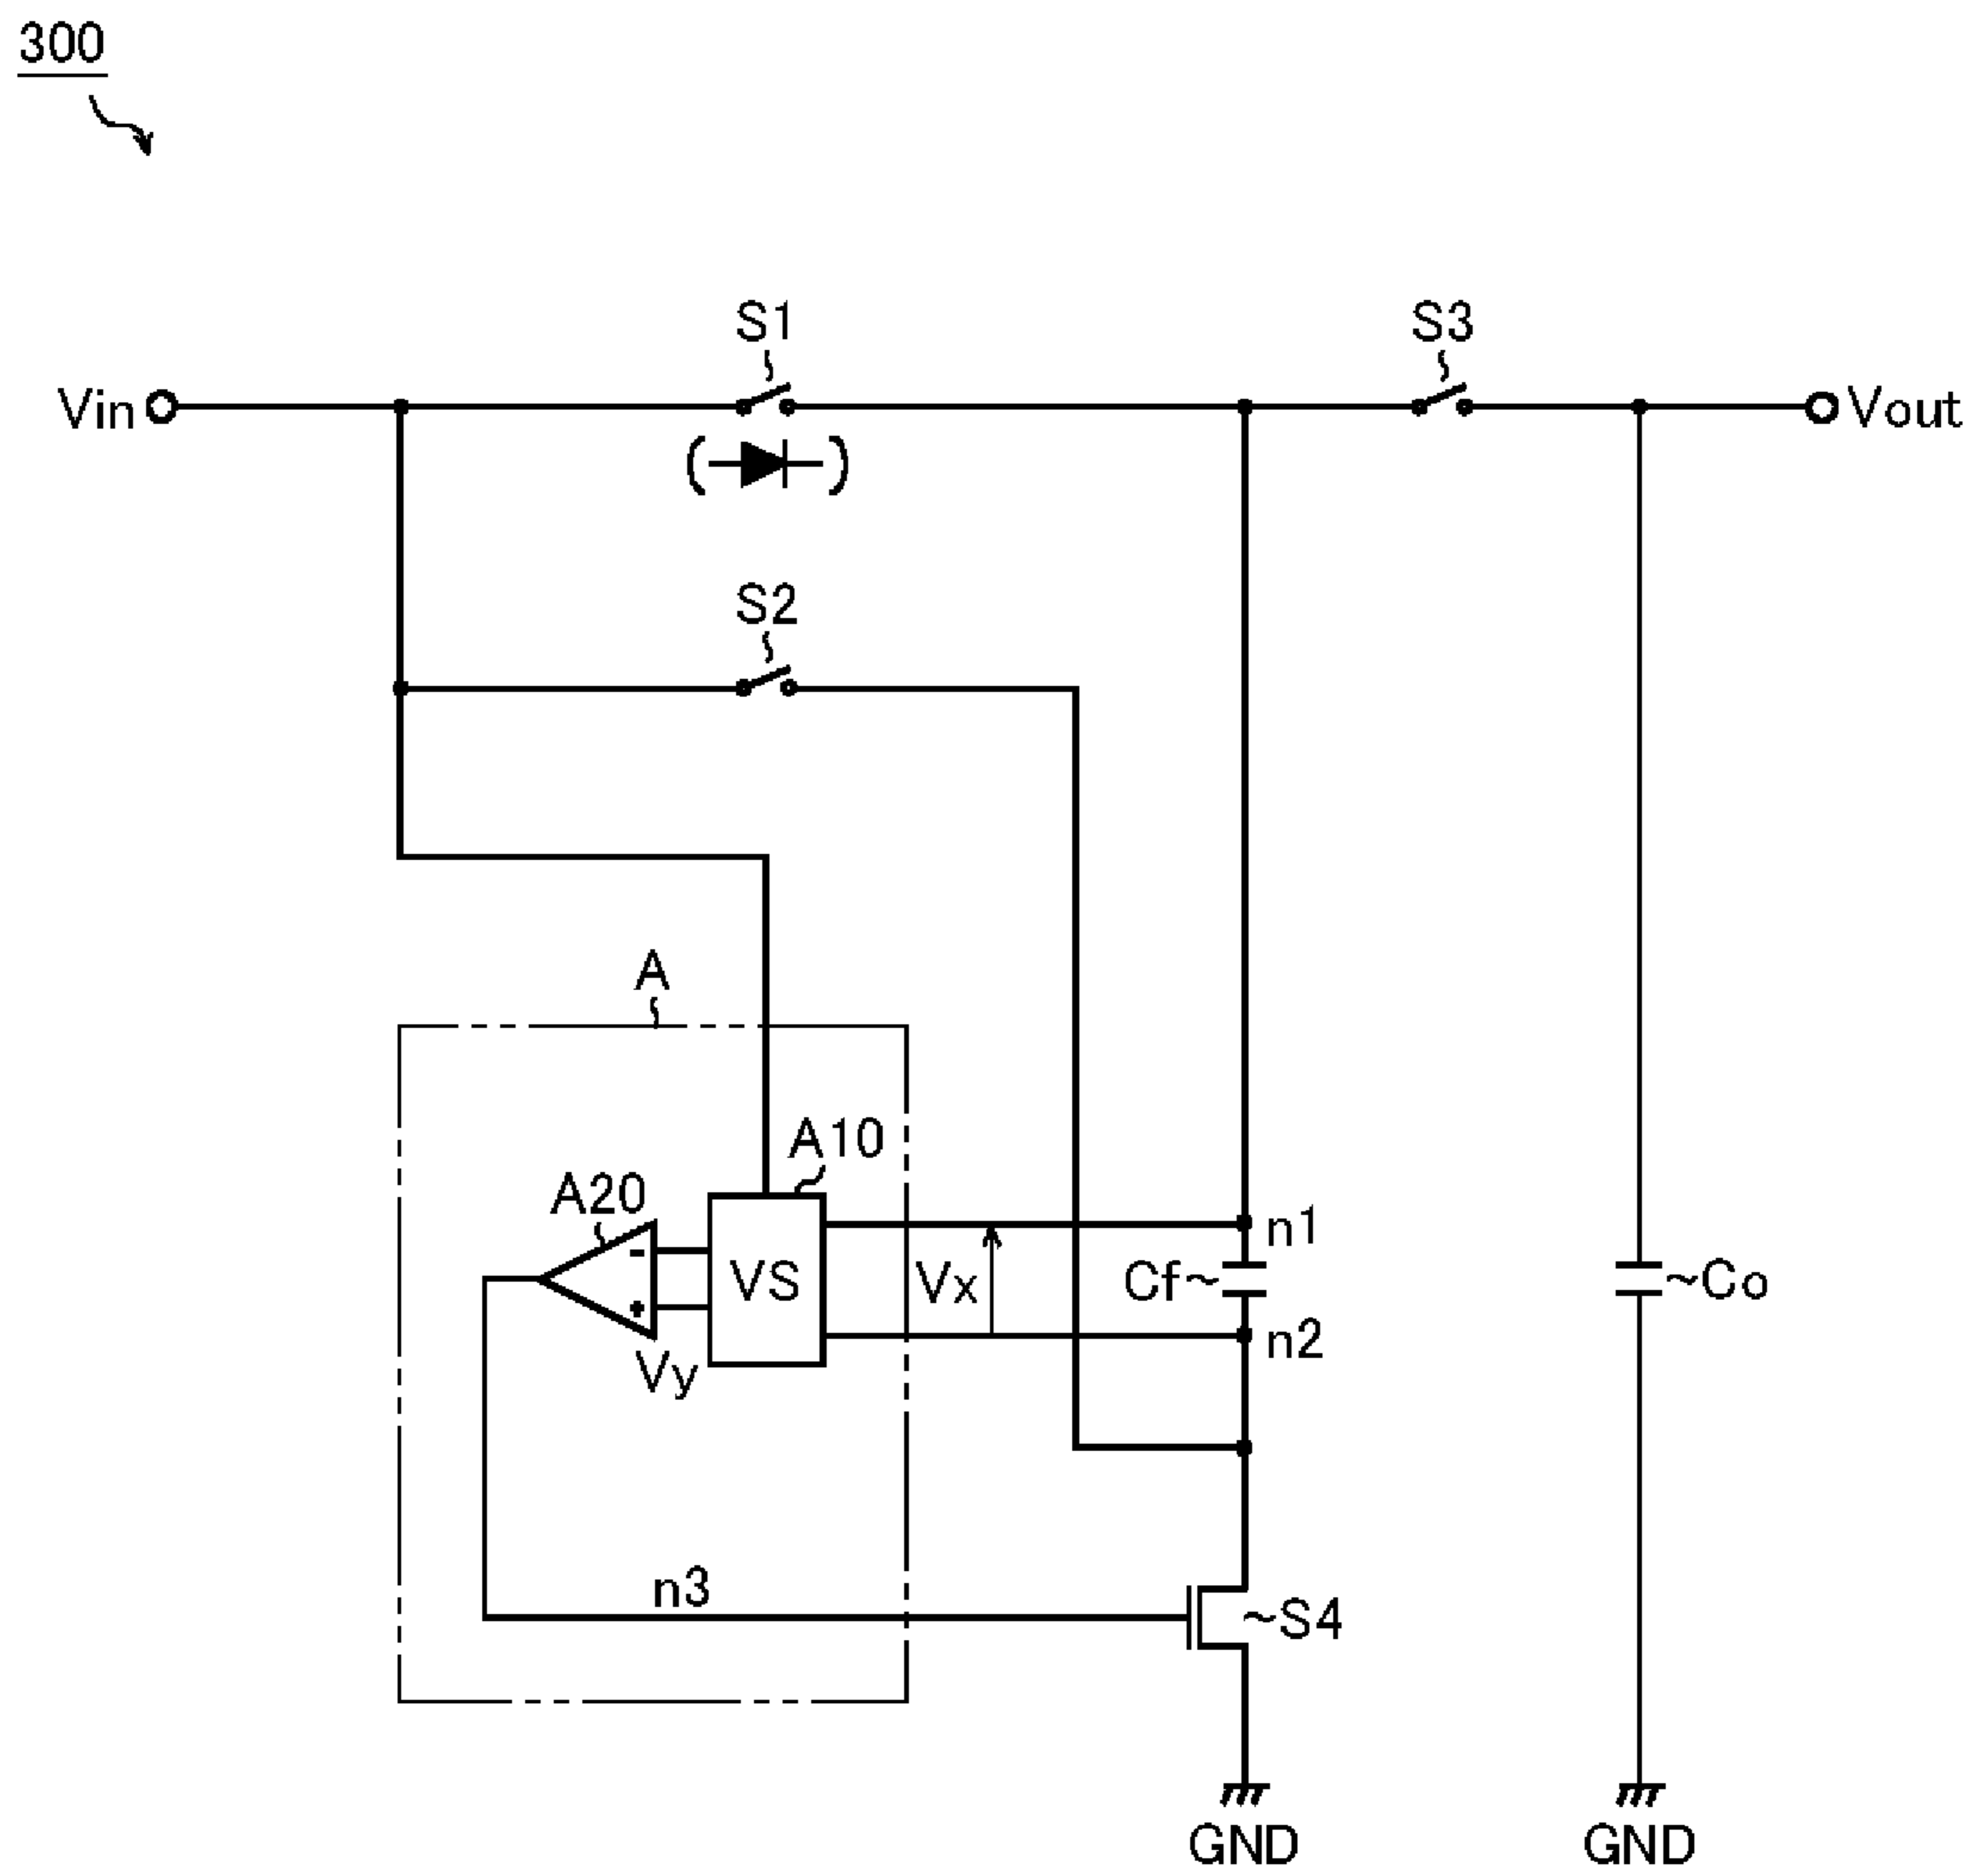 300
S1
S3
Vin
Vout
S2
A
A10
A20
-
VS
+
Vy
Vx
n1
Cf~
n2
~Co
n3
~S4
GND
GND